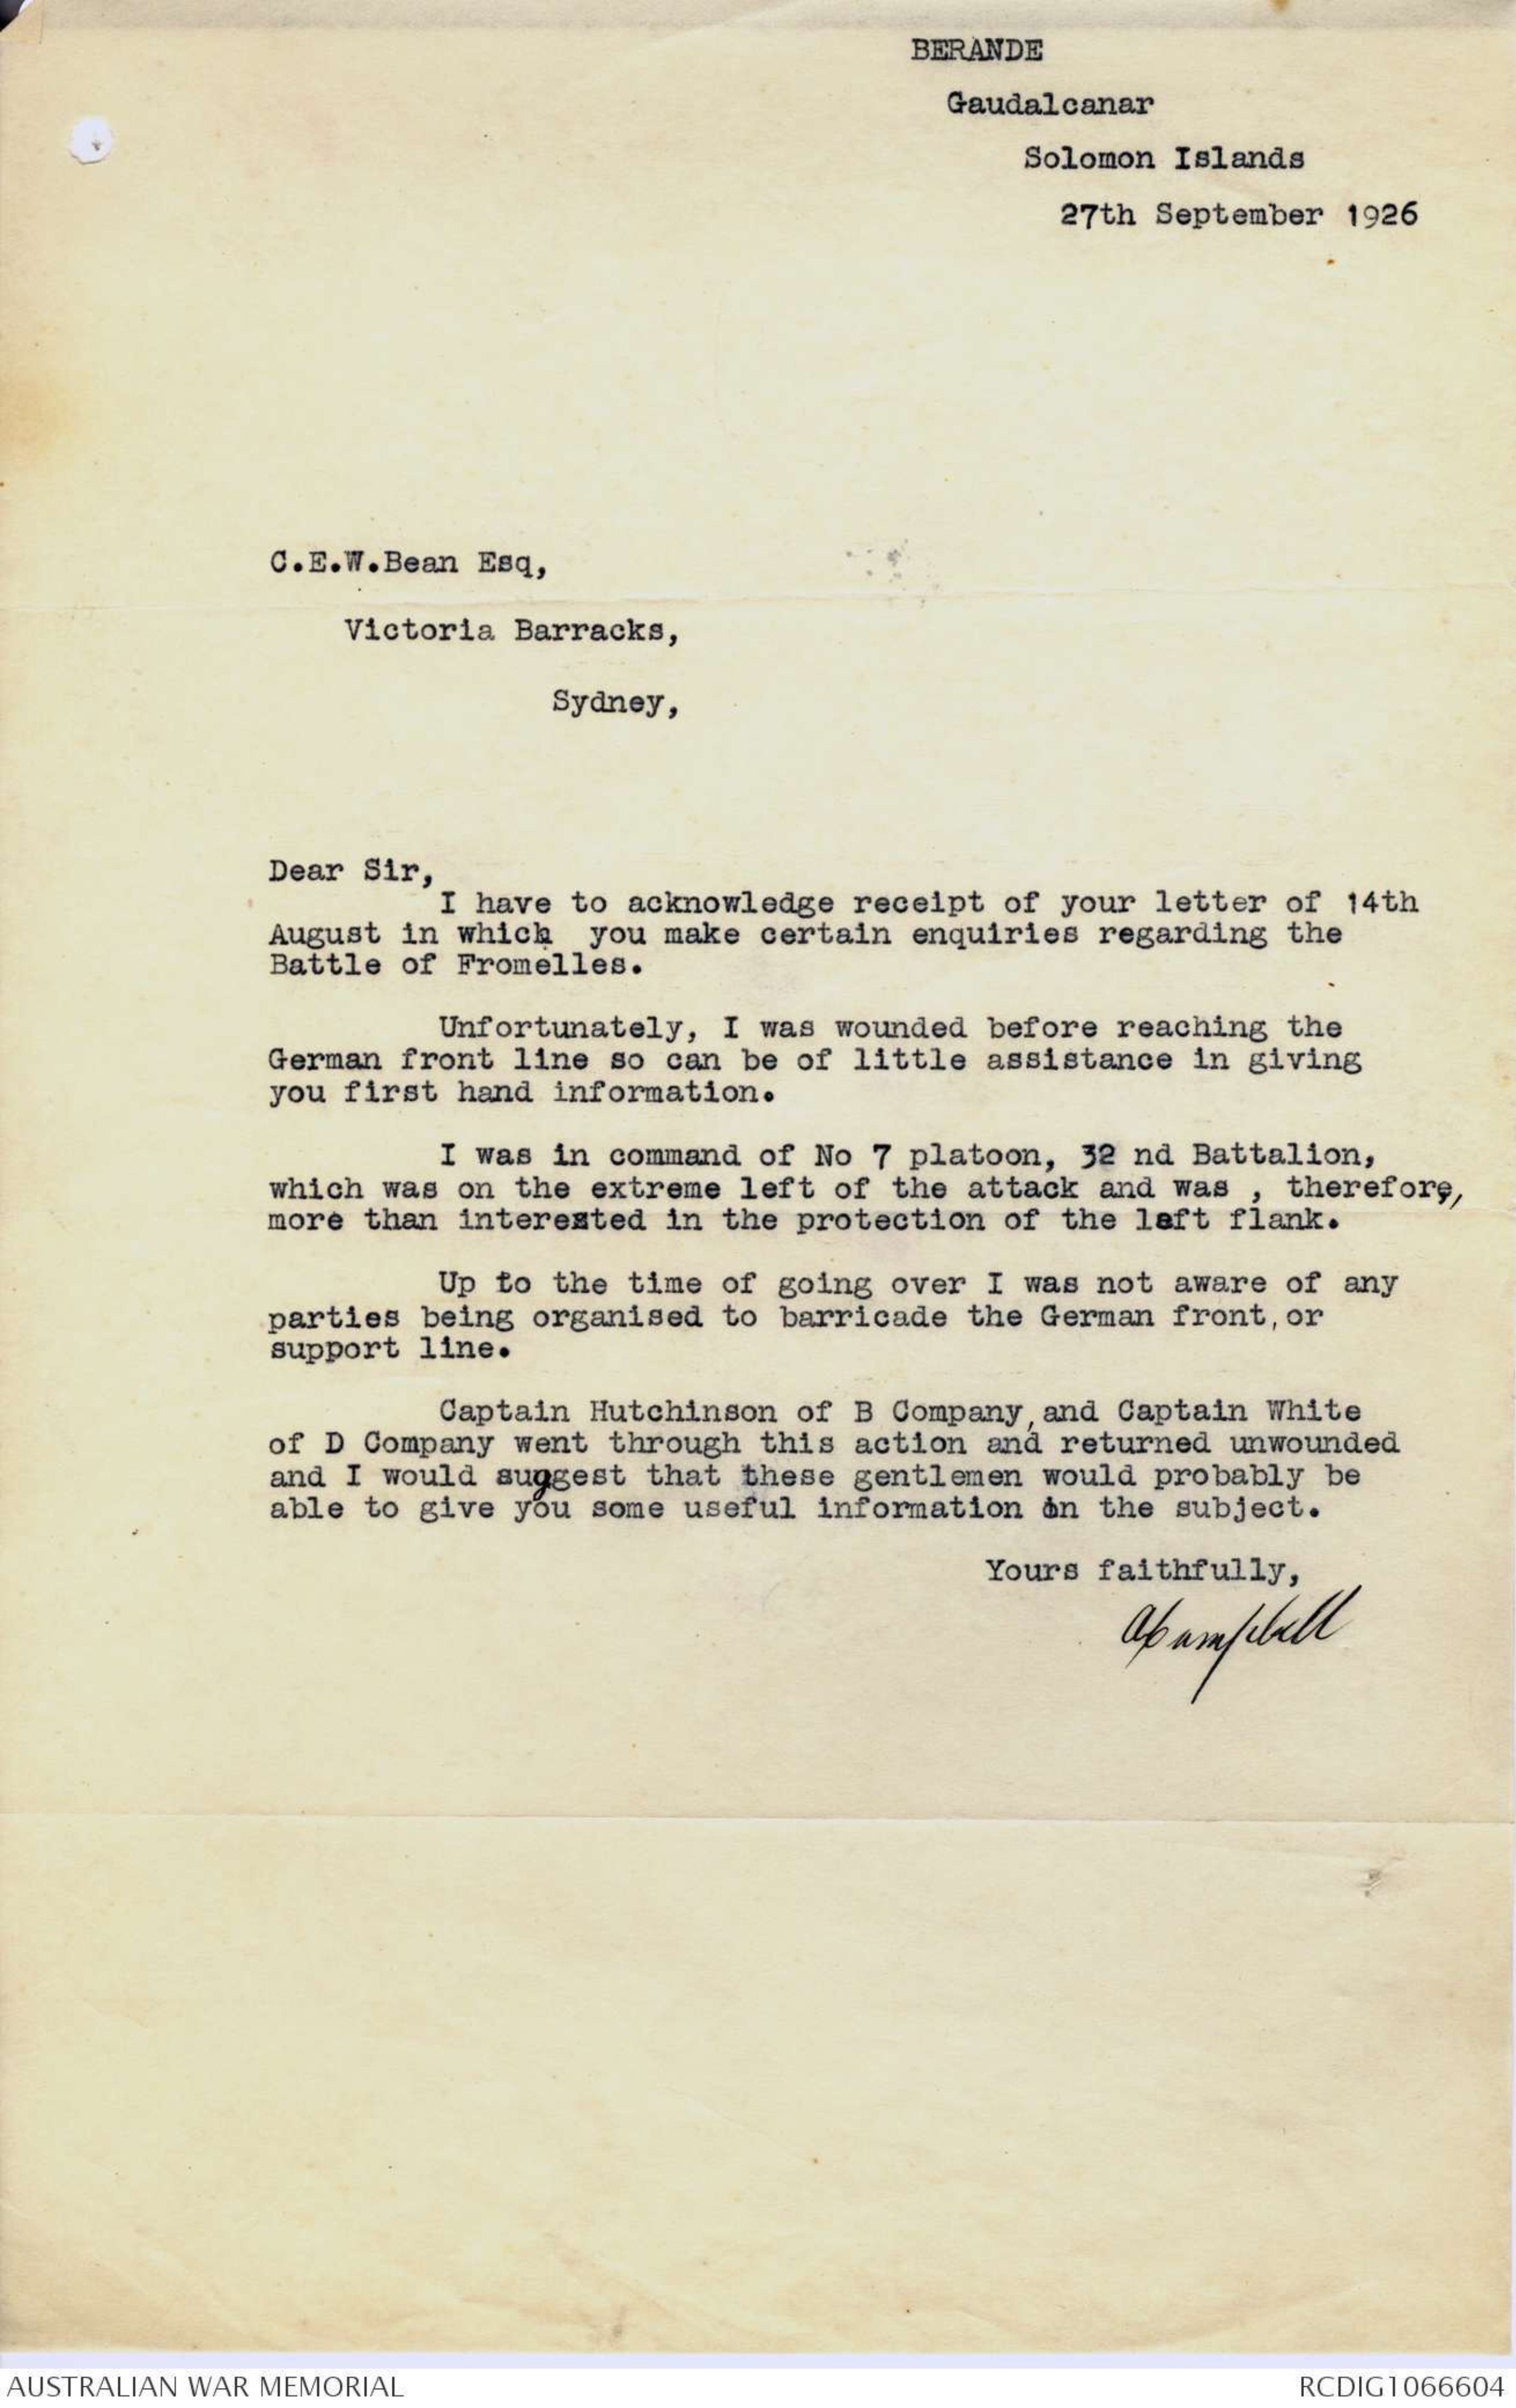 BERANDE
Gaudalcanar
Solomon Islands
27th September 1926
C.E.W.Bean Esq,
Victoria Barracks,
Sydney,
Dear Sir,
I have to acknowledge receipt of your letter of 14th
August in which you make certain enquiries regarding the
Battle of Fromelles.
Unfortunately, I was wounded before reaching the
German front line so can be of little assistance in giving
you first hand information.
I was in command of No 7 platoon, 32 nd Battalion,
which was on the extreme left of the attack and was , therefore,
more than interested in the protection of the left flank.
Up to the time of going over I was not aware of any
parties being organised to barricade the German front, or
support line.
Captain Hutchinson of B Company, and Captain White
of D Company went through this action and returned unwounded
and I would suggest that these gentlemen would probably be
able to give you some useful information on the subject.
Yours faithfully,
ACampbell
AUSTRALIAN WAR MEMORIAL
RCDIG1066604